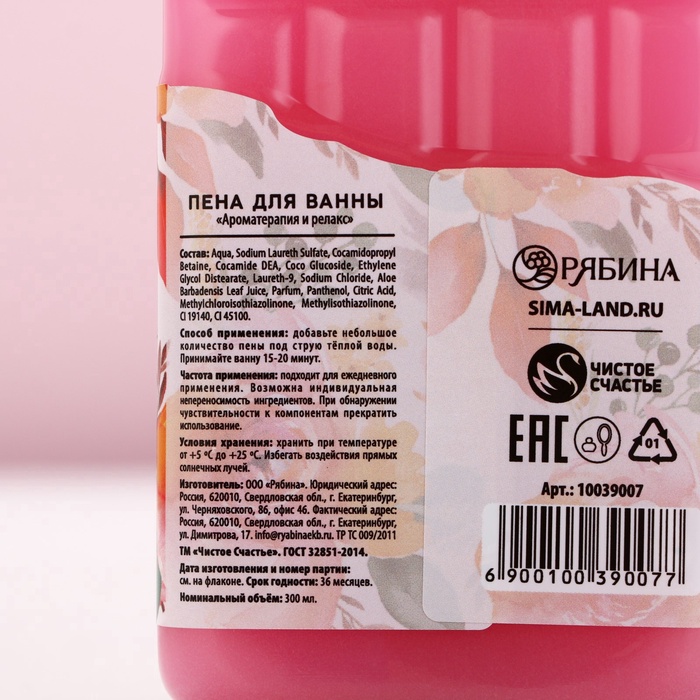 ПЕНА ДЛЯ ВАННЫ
«Ароматерапия и релакс»
Состав: Aqua, Sodium Laureth Sulfate, Cocamidopropyl
Betaine, Cocamide DEA, Coco Glucoside, Ethylene
Glycol Distearate, Laureth-9, Sodium Chloride, Aloe
Barbadensis Leaf Juice, Parfum, Panthenol, Citric Acid,
Methylchloroisothiazolinone, Methylisothiazolinone,
CI 19140, CI 45100.
Способ применения: добавьте небольшое
количество пены под струю тёплой воды.
Принимайте ванну 15-20 минут.
Частота применения: подходит для ежедневного
применения. Возможна индивидуальная
непереносимость ингредиентов. При обнаружении
чувствительности к компонентам прекратить
использование.
Условия хранения: хранить при температуре
от +5 ºС до +25 ºС. Избегать воздействия прямых
солнечных лучей.
Изготовитель: ООО «Рябина». Юридический адрес:
Россия, 620010, Свердловская обл., г. Екатеринбург,
ул. Черняховского, 86, офис 46. Фактический адрес:
Россия, 620010, Свердловская обл., г. Екатеринбург,
ул. Димитрова, 17. info@ryabinaekb.ru. ТР ТС 009/2011
ТМ «Чистое Счастье». ГОСТ 32851-2014.
Дата изготовления и номер партии:
см. на флаконе. Срок годности: 36 месяцев.
Номинальный объём: 300 мл.
РЯБИНА
SIMA-LAND.RU
ЧИСТОЕ
СЧАСТЬЕ
EAC
01
Арт.: 10039007
6 900100 390077